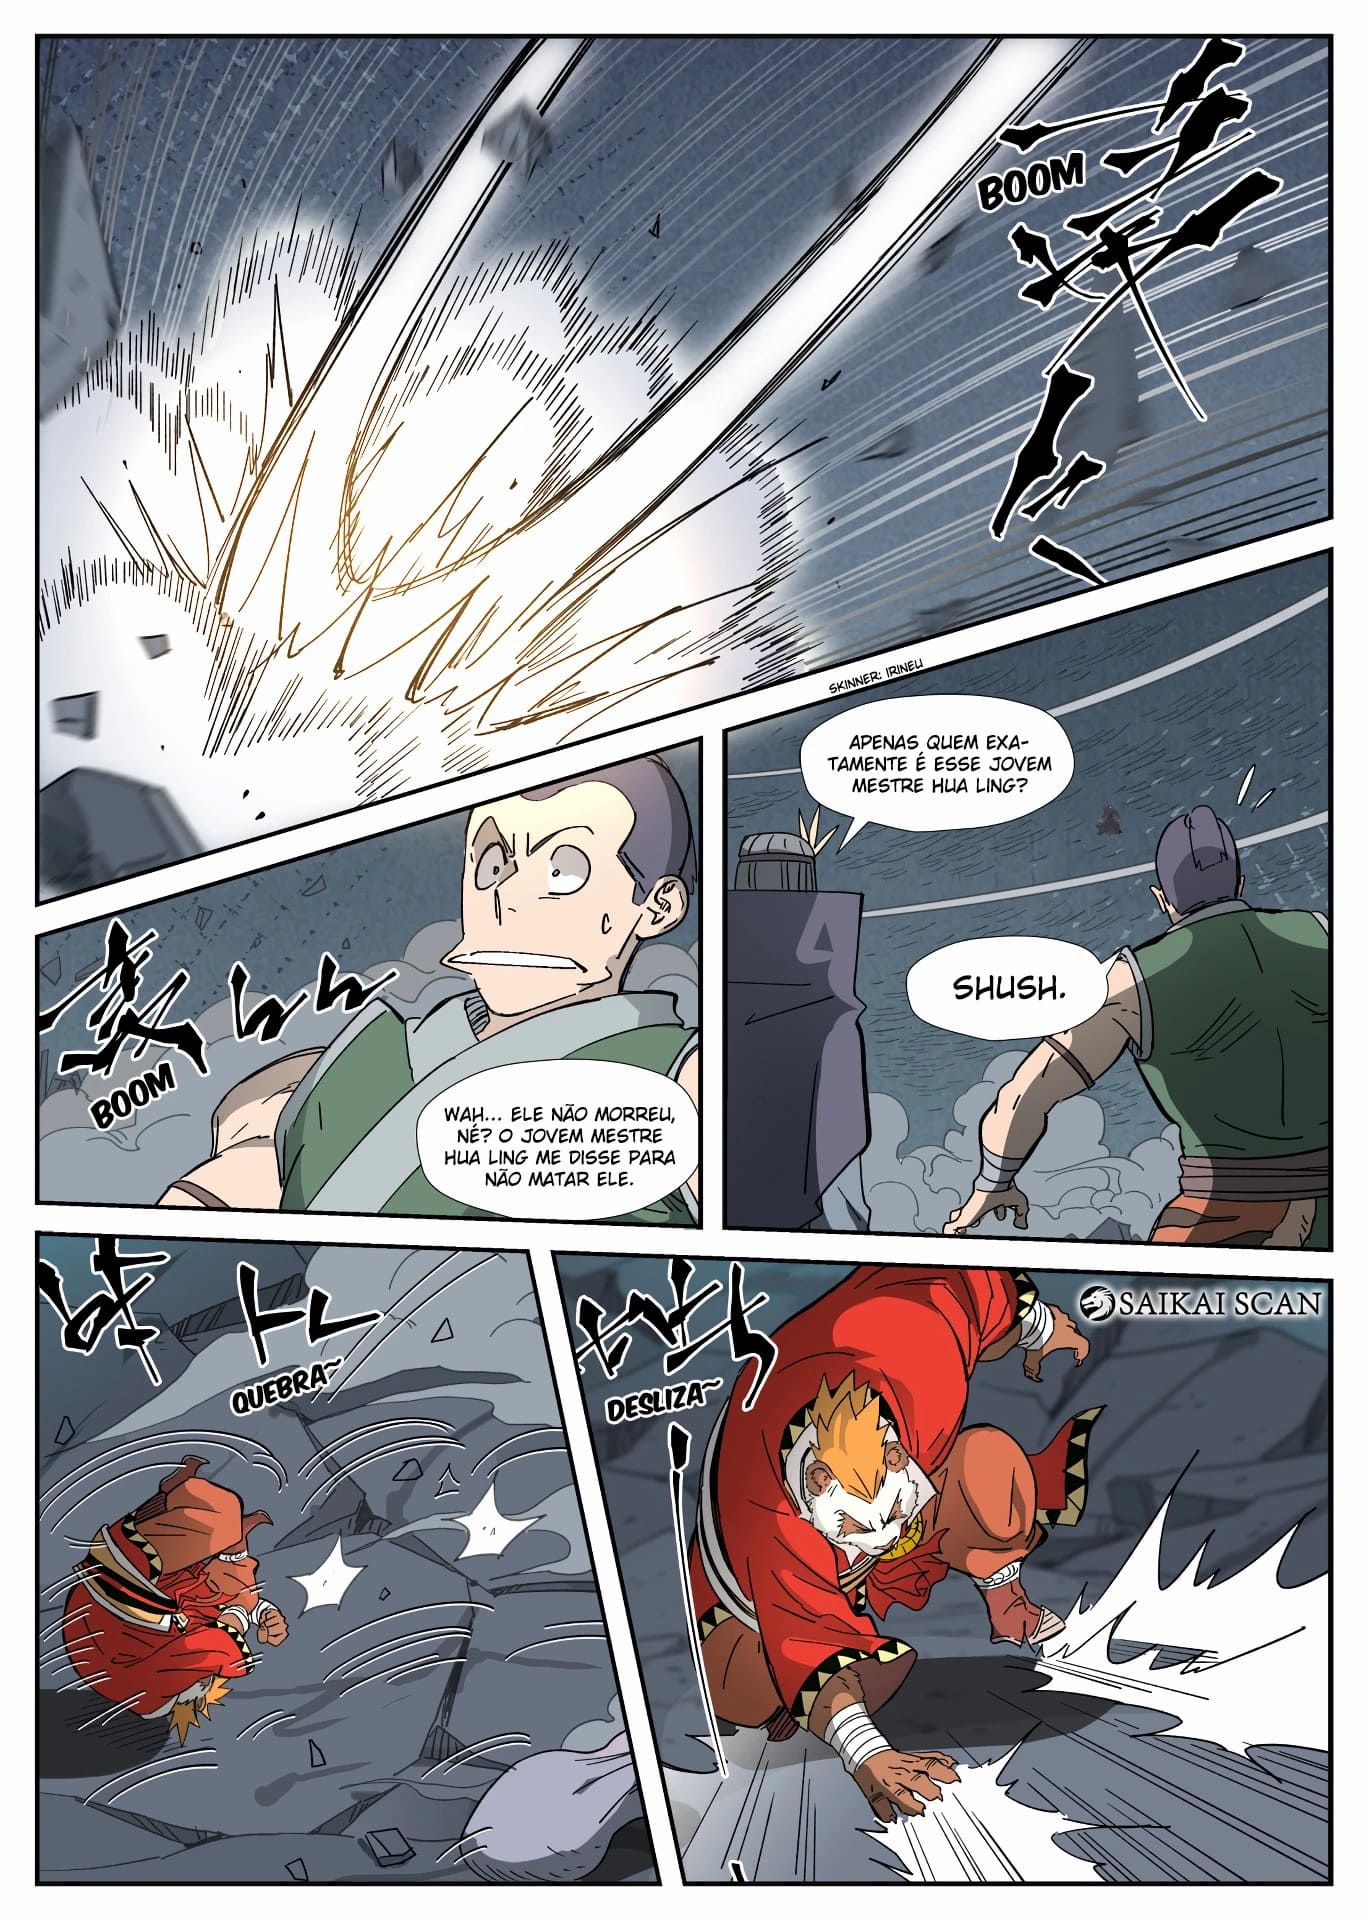 BOOM
轰
SKINNER: IRINEU
APENAS QUEM EXA-
TAMENTE É ESSE JOVEM
MESTRE HUA LING?
SHUSH.
BOOM
WAH... ELE NÃO MORREU,
NÉ? O JOVEM MESTRE
HUA LING ME DISSE PARA
NÃO MATAR ELE.
QUEBRA~
DESLIZA~
SAIKAI SCAN